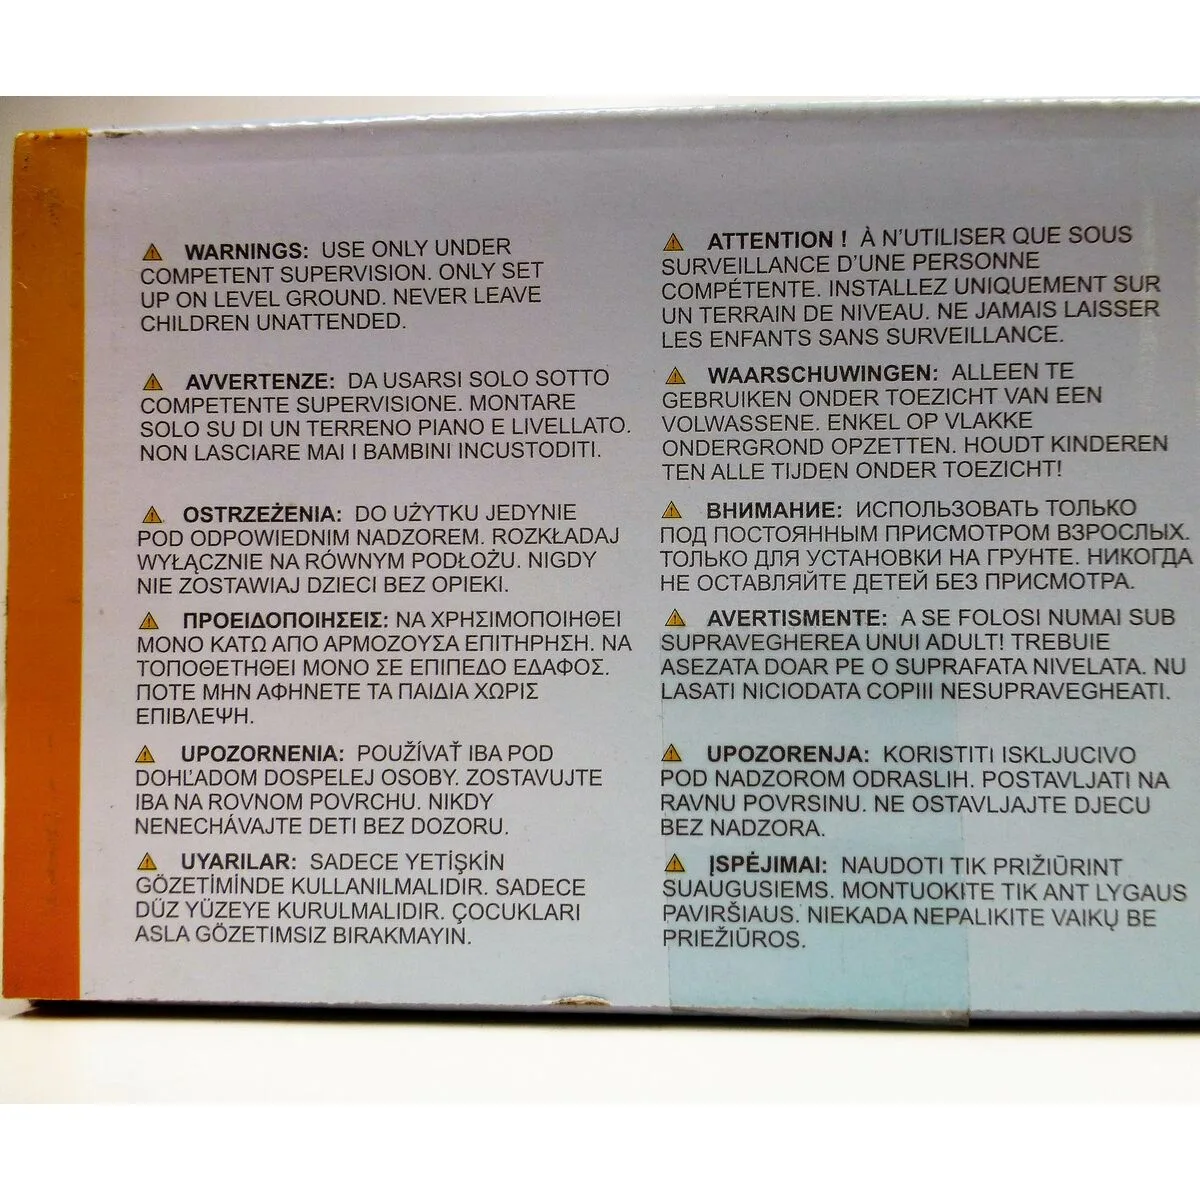 ⚠ WARNINGS: USE ONLY UNDER
COMPETENT SUPERVISION. ONLY SET
UP ON LEVEL GROUND. NEVER LEAVE
CHILDREN UNATTENDED.
⚠ AVVERTENZE: DA USARSI SOLO SOTTO
COMPETENTE SUPERVISIONE. MONTARE
SOLO SU DI UN TERRENO PIANO E LIVELLATO.
NON LASCIARE MAI I BAMBINI INCUSTODITI.
⚠ OSTRZEŻENIA: DO UŻYTKU JEDYNIE
POD ODPOWIEDNIM NADZOREM. ROZKŁADAJ
WYŁĄCZNIE NA RÓWNYM PODŁOŻU. NIGDY
NIE ZOSTAWIAJ DZIECI BEZ OPIEKI.
⚠ ΠΡΟΕΙΔΟΠΟΙΗΣΕΙΣ: ΝΑ ΧΡΗΣΙΜΟΠΟΙΗΘΕΙ
ΜΟΝΟ ΚΑΤΩ ΑΠΟ ΑΡΜΟΖΟΥΣΑ ΕΠΙΤΗΡΗΣΗ. ΝΑ
ΤΟΠΟΘΕΤΗΘΕΙ ΜΟΝΟ ΣΕ ΕΠΙΠΕΔΟ ΕΔΑΦΟΣ.
ΠΟΤΕ ΜΗΝ ΑΦΗΝΕΤΕ ΤΑ ΠΑΙΔΙΑ ΧΩΡΙΣ
ΕΠΙΒΛΕΨΗ.
⚠ UPOZORNENIA: POUŽÍVAŤ IBA POD
DOHĽADOM DOSPELEJ OSOBY. ZOSTAVUJTE
IBA NA ROVNOM POVRCHU. NIKDY
NENECHÁVAJTE DETI BEZ DOZORU.
⚠ UYARILAR: SADECE YETİŞKİN
GÖZETİMİNDE KULLANILMALIDIR. SADECE
DÜZ YÜZEYE KURULMALIDIR. ÇOCUKLARI
ASLA GÖZETİMSIZ BIRAKMAYIN.
⚠ ATTENTION ! À N'UTILISER QUE SOUS
SURVEILLANCE D'UNE PERSONNE
COMPÉTENTE. INSTALLEZ UNIQUEMENT SUR
UN TERRAIN DE NIVEAU. NE JAMAIS LAISSER
LES ENFANTS SANS SURVEILLANCE.
⚠ WAARSCHUWINGEN: ALLEEN TE
GEBRUIKEN ONDER TOEZICHT VAN EEN
VOLWASSENE. ENKEL OP VLAKKE
ONDERGROND OPZETTEN. HOUDT KINDEREN
TEN ALLE TIJDEN ONDER TOEZICHT!
⚠ ВНИМАНИЕ: ИСПОЛЬЗОВАТЬ ТОЛЬКО
ПОД ПОСТОЯННЫМ ПРИСМОТРОМ ВЗРОСЛЫХ.
ТОЛЬКО ДЛЯ УСТАНОВКИ НА ГРУНТЕ. НИКОГДА
НЕ ОСТАВЛЯЙТЕ ДЕТЕЙ БЕЗ ПРИСМОТРА.
⚠ AVERTISMENTE: A SE FOLOSI NUMAI SUB
SUPRAVEGHEREA UNUI ADULT! TREBUIE
ASEZATA DOAR PE O SUPRAFATA NIVELATA. NU
LASATI NICIODATA COPIII NESUPRAVEGHEATI.
⚠ UPOZORENJA: KORISTITI ISKLJUCIVO
POD NADZOROM ODRASLIH. POSTAVLJATI NA
RAVNU POVRSINU. NE OSTAVLJAJTE DJECU
BEZ NADZORA.
⚠ ĮSPĖJIMAI: NAUDOTI TIK PRIŽIŪRINT
SUAUGUSIEMS. MONTUOKITE TIK ANT LYGAUS
PAVIRŠIAUS. NIEKADA NEPALIKITE VAIKŲ BE
PRIEŽIŪROS.